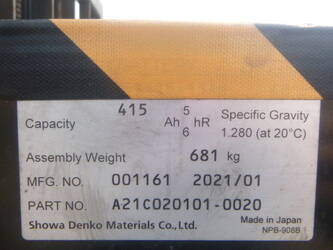 Capacity 415 Ah 5/6 hR Specific Gravity
1.280 (at 20°C)
Assembly Weight 681 kg
MFG. NO. 001161 2021/01
PART NO. A21C020101-0020
Showa Denko Materials Co., Ltd. Made in Japan
NPB-908B